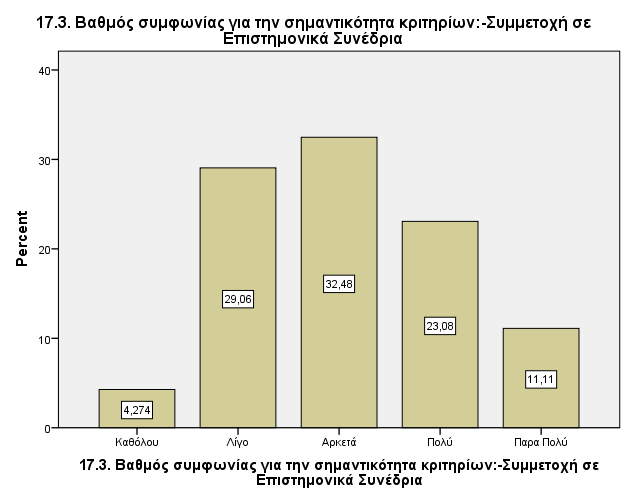 17.3. Βαθμός συμφωνίας για την σημαντικότητα κριτηρίων:-Συμμετοχή σε
Επιστημονικά Συνέδρια
40
30
20
10
0
Percent
4,274
29,06
32,48
23,08
11,11
Καθόλου
Λίγο
Αρκετά
Πολύ
Παρα Πολύ
17.3. Βαθμός συμφωνίας για την σημαντικότητα κριτηρίων:-Συμμετοχή σε
Επιστημονικά Συνέδρια